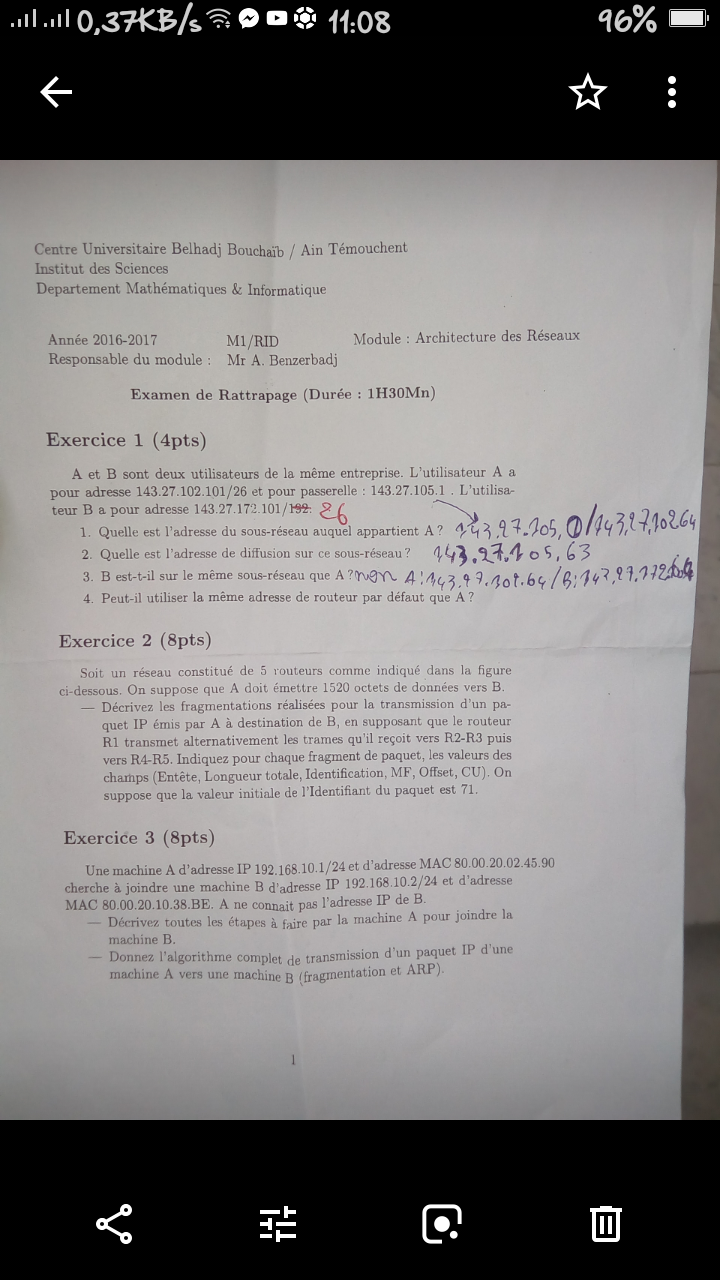 0,37KB/s 11:08 96%
Centre Universitaire Belhadj Bouchaïb / Ain Témouchent
Institut des Sciences
Departement Mathématiques & Informatique
Année 2016-2017 M1/RID Module : Architecture des Réseaux
Responsable du module : Mr A. Benzerbadj
Examen de Rattrapage (Durée : 1H30Mn)
Exercice 1 (4pts)
A et B sont deux utilisateurs de la même entreprise. L'utilisateur A a
pour adresse 143.27.102.101/26 et pour passerelle : 143.27.105.1 . L'utilisa-
teur B a pour adresse 143.27.172.101/192. 26
1. Quelle est l'adresse du sous-réseau auquel appartient A ? 143.27.105. /143.27.102.64
2. Quelle est l'adresse de diffusion sur ce sous-réseau ? 143.27.105,63
3. B est-t-il sur le même sous-réseau que A ? non A:143.27.102.64/B:143.27.172.
4. Peut-il utiliser la même adresse de routeur par défaut que A ?
Exercice 2 (8pts)
Soit un réseau constitué de 5 routeurs comme indiqué dans la figure
ci-dessous. On suppose que A doit émettre 1520 octets de données vers B.
— Décrivez les fragmentations réalisées pour la transmission d'un pa-
quet IP émis par A à destination de B, en supposant que le routeur
R1 transmet alternativement les trames qu'il reçoit vers R2-R3 puis
vers R4-R5. Indiquez pour chaque fragment de paquet, les valeurs des
champs (Entête, Longueur totale, Identification, MF, Offset, CU). On
suppose que la valeur initiale de l'Identifiant du paquet est 71.
Exercice 3 (8pts)
Une machine A d'adresse IP 192.168.10.1/24 et d'adresse MAC 80.00.20.02.45.90
cherche à joindre une machine B d'adresse IP 192.168.10.2/24 et d'adresse
MAC 80.00.20.10.38.BE. A ne connait pas l'adresse IP de B.
— Décrivez toutes les étapes à faire par la machine A pour joindre la
machine B.
— Donnez l'algorithme complet de transmission d'un paquet IP d'une
machine A vers une machine B (fragmentation et ARP).
1